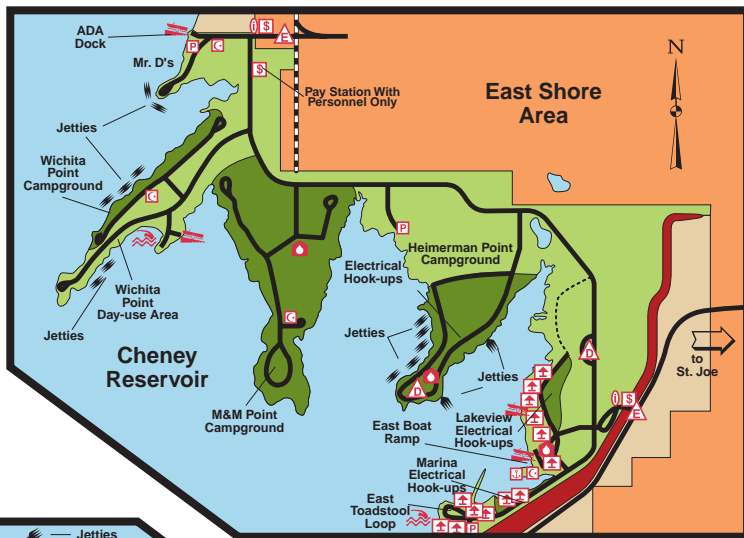 ADA
Dock
i $
E
P
Mr. D's
$
Pay Station With
Personnel Only
East Shore
Area
N
Jetties
Wichita
Point
Campground
P
Heimerman Point
Campground
Electrical
Hook-ups
Wichita
Point
Day-use Area
Jetties
Cheney
Reservoir
Jetties
D
D
to
St. Joe
Jetties
M&M Point
Campground
i $
E
East Boat
Ramp
Lakeview
Electrical
Hook-ups
Marina
Electrical
Hook-ups
East
Toadstool
Loop
P
Jetties